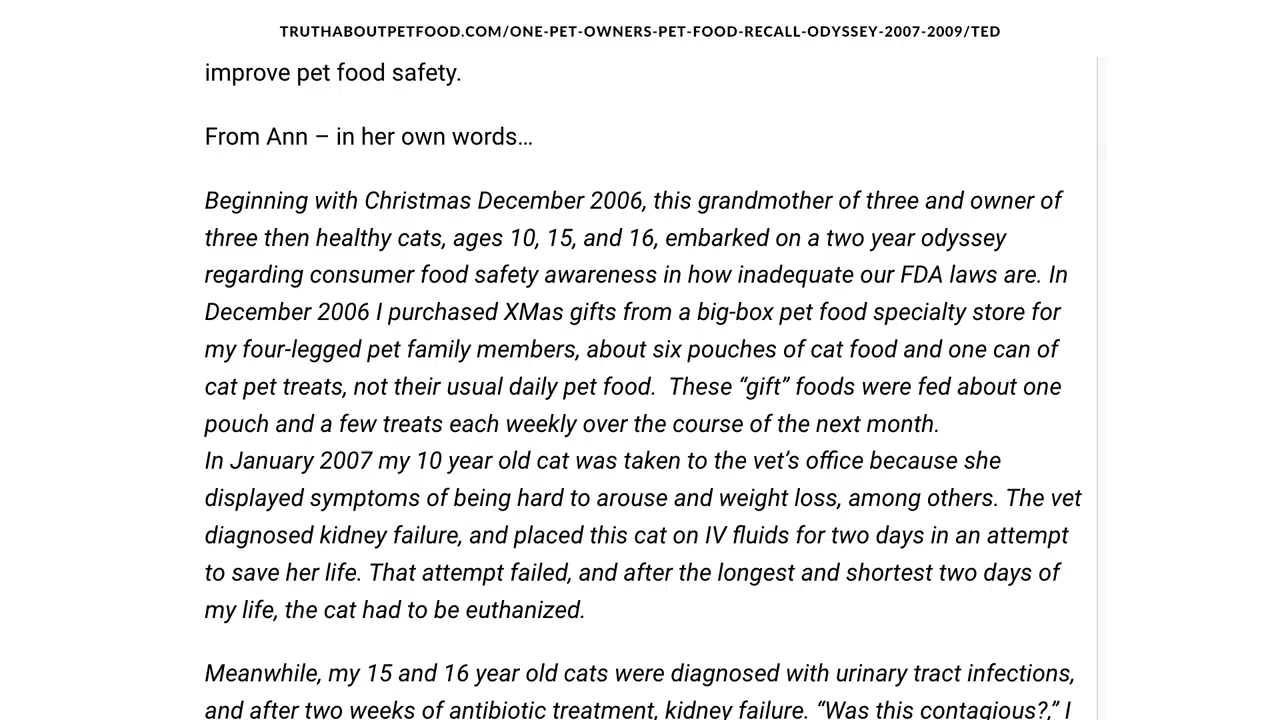 TRUTHABOUTPETFOOD.COM/ONE-PET-OWNERS-PET-FOOD-RECALL-ODYSSEY-2007-2009/TED
improve pet food safety.
From Ann – in her own words…
Beginning with Christmas December 2006, this grandmother of three and owner of
three then healthy cats, ages 10, 15, and 16, embarked on a two year odyssey
regarding consumer food safety awareness in how inadequate our FDA laws are. In
December 2006 I purchased XMas gifts from a big-box pet food specialty store for
my four-legged pet family members, about six pouches of cat food and one can of
cat pet treats, not their usual daily pet food.  These “gift” foods were fed about one
pouch and a few treats each weekly over the course of the next month.
In January 2007 my 10 year old cat was taken to the vet’s office because she
displayed symptoms of being hard to arouse and weight loss, among others. The vet
diagnosed kidney failure, and placed this cat on IV fluids for two days in an attempt
to save her life. That attempt failed, and after the longest and shortest two days of
my life, the cat had to be euthanized.
Meanwhile, my 15 and 16 year old cats were diagnosed with urinary tract infections,
and after two weeks of antibiotic treatment, kidney failure. “Was this contagious?,” I